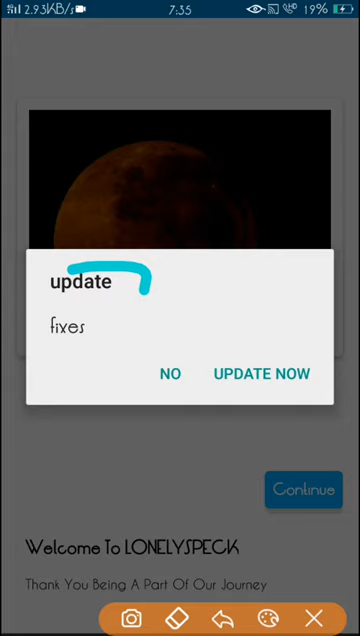 2.93KB/s 7:35 HD 19%
update
fixes
NO UPDATE NOW
Continue
Welcome To LONELYSPECK
Thank You Being A Part Of Our Journey